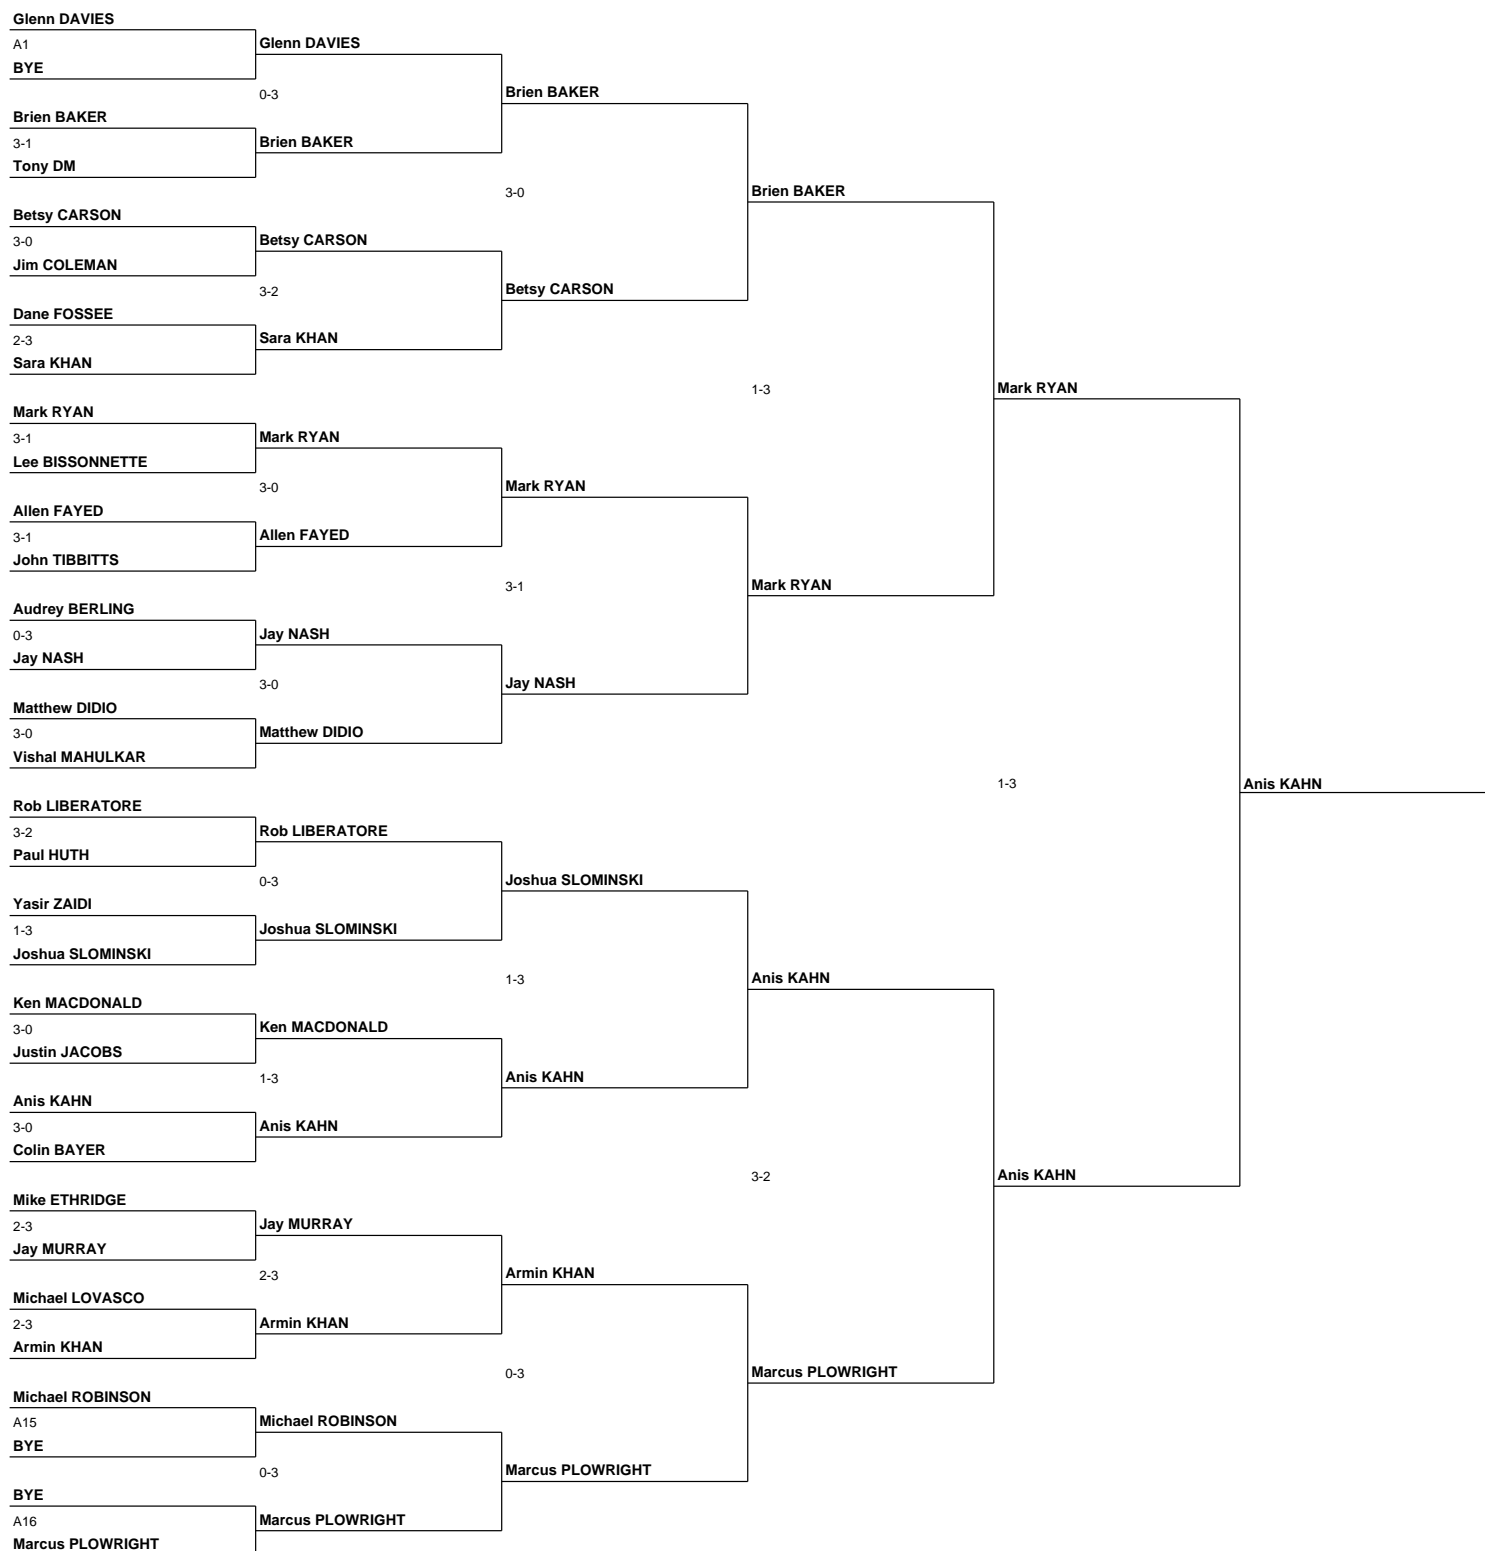 Glenn DAVIES
A1
BYE
Glenn DAVIES
0-3
Brien BAKER
3-1
Tony DM
Brien BAKER
Brien BAKER
3-0
Betsy CARSON
3-0
Jim COLEMAN
Betsy CARSON
3-2
Dane FOSSEE
2-3
Sara KHAN
Sara KHAN
Betsy CARSON
Brien BAKER
1-3
Mark RYAN
3-1
Lee BISSONNETTE
Mark RYAN
3-0
Allen FAYED
3-1
John TIBBITTS
Allen FAYED
Mark RYAN
3-1
Audrey BERLING
0-3
Jay NASH
Jay NASH
3-0
Matthew DIDIO
3-0
Vishal MAHULKAR
Matthew DIDIO
Jay NASH
Mark RYAN
Mark RYAN
1-3
Anis KAHN
Rob LIBERATORE
3-2
Paul HUTH
Rob LIBERATORE
0-3
Yasir ZAIDI
1-3
Joshua SLOMINSKI
Joshua SLOMINSKI
Joshua SLOMINSKI
1-3
Ken MACDONALD
3-0
Justin JACOBS
Ken MACDONALD
1-3
Anis KAHN
3-0
Colin BAYER
Anis KAHN
Anis KAHN
Anis KAHN
3-2
Anis KAHN
Mike ETHRIDGE
2-3
Jay MURRAY
Jay MURRAY
2-3
Michael LOVASCO
2-3
Armin KHAN
Armin KHAN
Armin KHAN
0-3
Marcus PLOWRIGHT
Michael ROBINSON
A15
BYE
Michael ROBINSON
0-3
Marcus PLOWRIGHT
BYE
A16
Marcus PLOWRIGHT
Marcus PLOWRIGHT